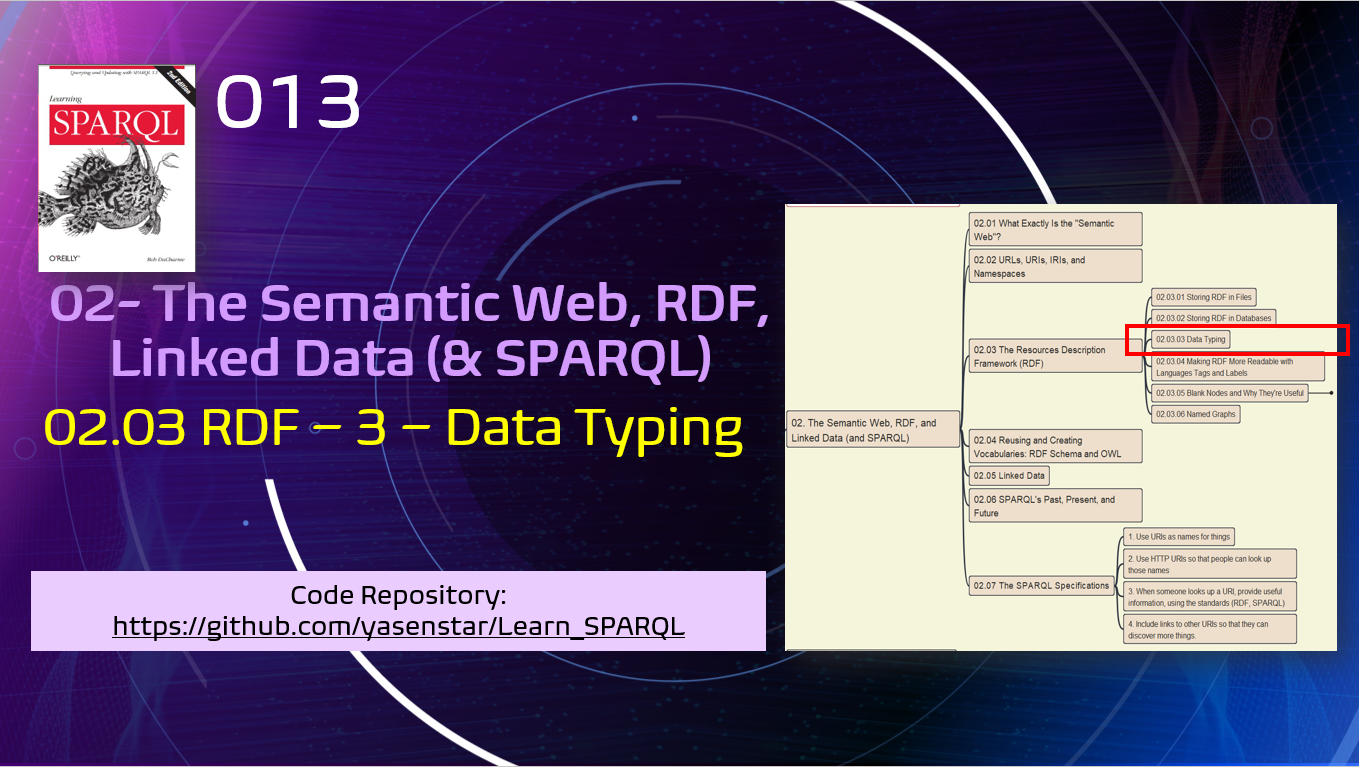 Querying and Updating with SPARQL 1.1
2nd Edition
Learning
SPARQL
O'REILLY
Bob DuCharme
013
02- The Semantic Web, RDF,
Linked Data (& SPARQL)
02.03 RDF – 3 – Data Typing
Code Repository:
https://github.com/yasenstar/Learn_SPARQL
02. The Semantic Web, RDF, and
Linked Data (and SPARQL)
02.01 What Exactly Is the "Semantic
Web"?
02.02 URLs, URIs, IRIs, and
Namespaces
02.03 The Resources Description
Framework (RDF)
02.03.01 Storing RDF in Files
02.03.02 Storing RDF in Databases
02.03.03 Data Typing
02.03.04 Making RDF More Readable with
Languages Tags and Labels
02.03.05 Blank Nodes and Why They're Useful
02.03.06 Named Graphs
02.04 Reusing and Creating
Vocabularies: RDF Schema and OWL
02.05 Linked Data
02.06 SPARQL's Past, Present, and
Future
02.07 The SPARQL Specifications
1. Use URIs as names for things
2. Use HTTP URIs so that people can look up
those names
3. When someone looks up a URI, provide useful
information, using the standards (RDF, SPARQL)
4. Include links to other URIs so that they can
discover more things.